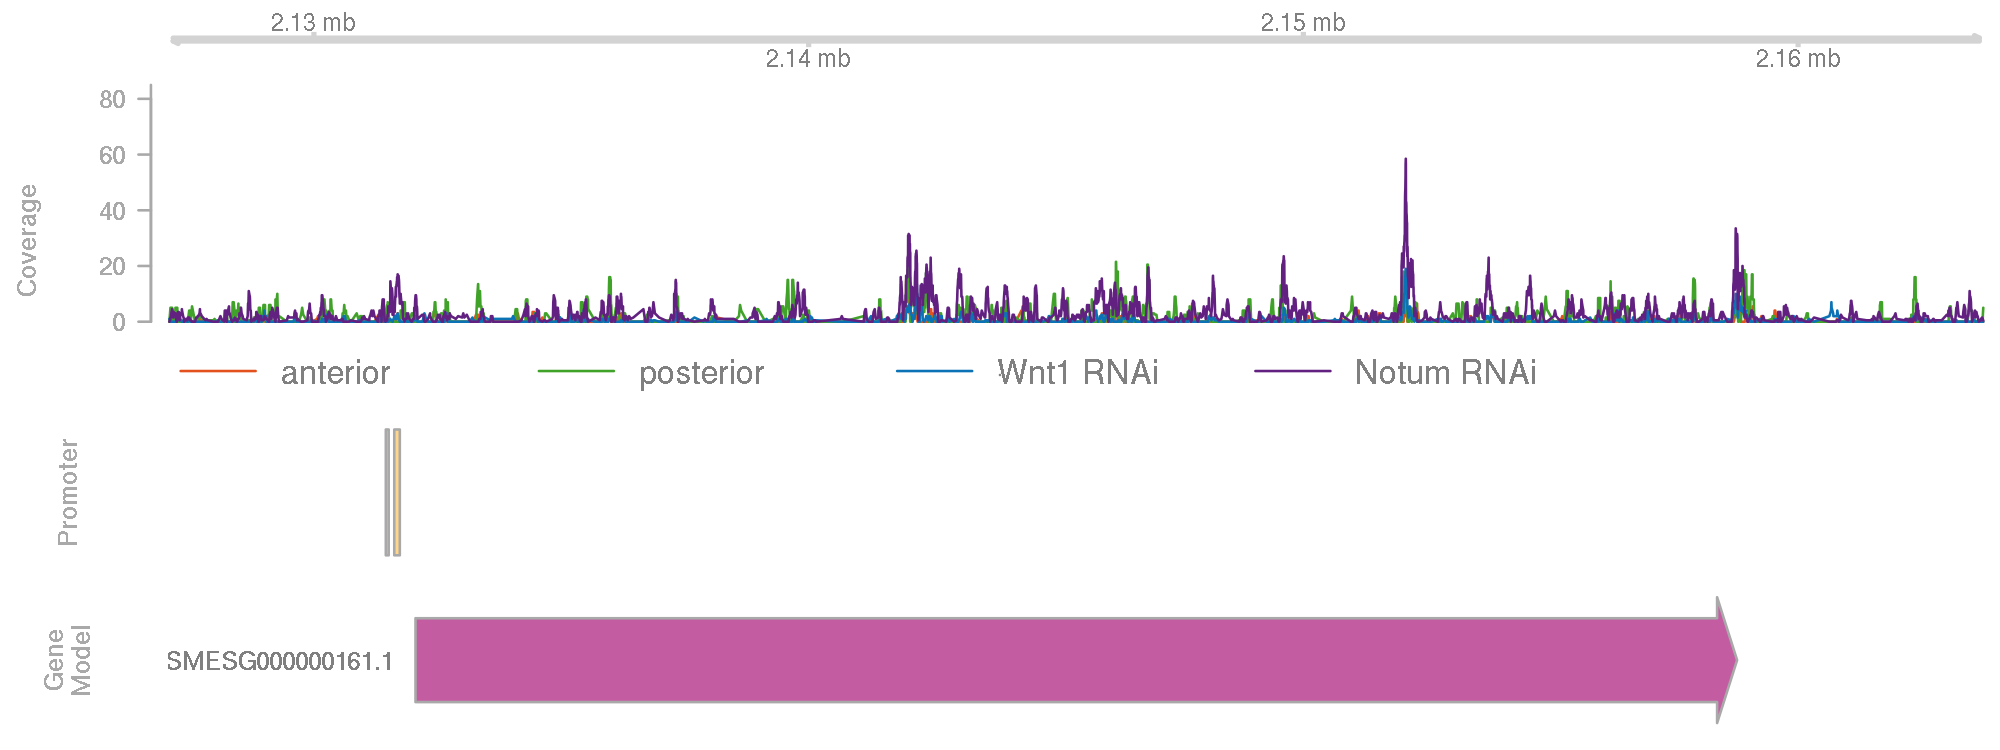 2.13 mb
2.15 mb
2.14 mb
2.16 mb
Coverage
80
60
40
20
0
anterior
posterior
Wnt1 RNAi
Notum RNAi
Promoter
Gene
Model
SMESG000000161.1